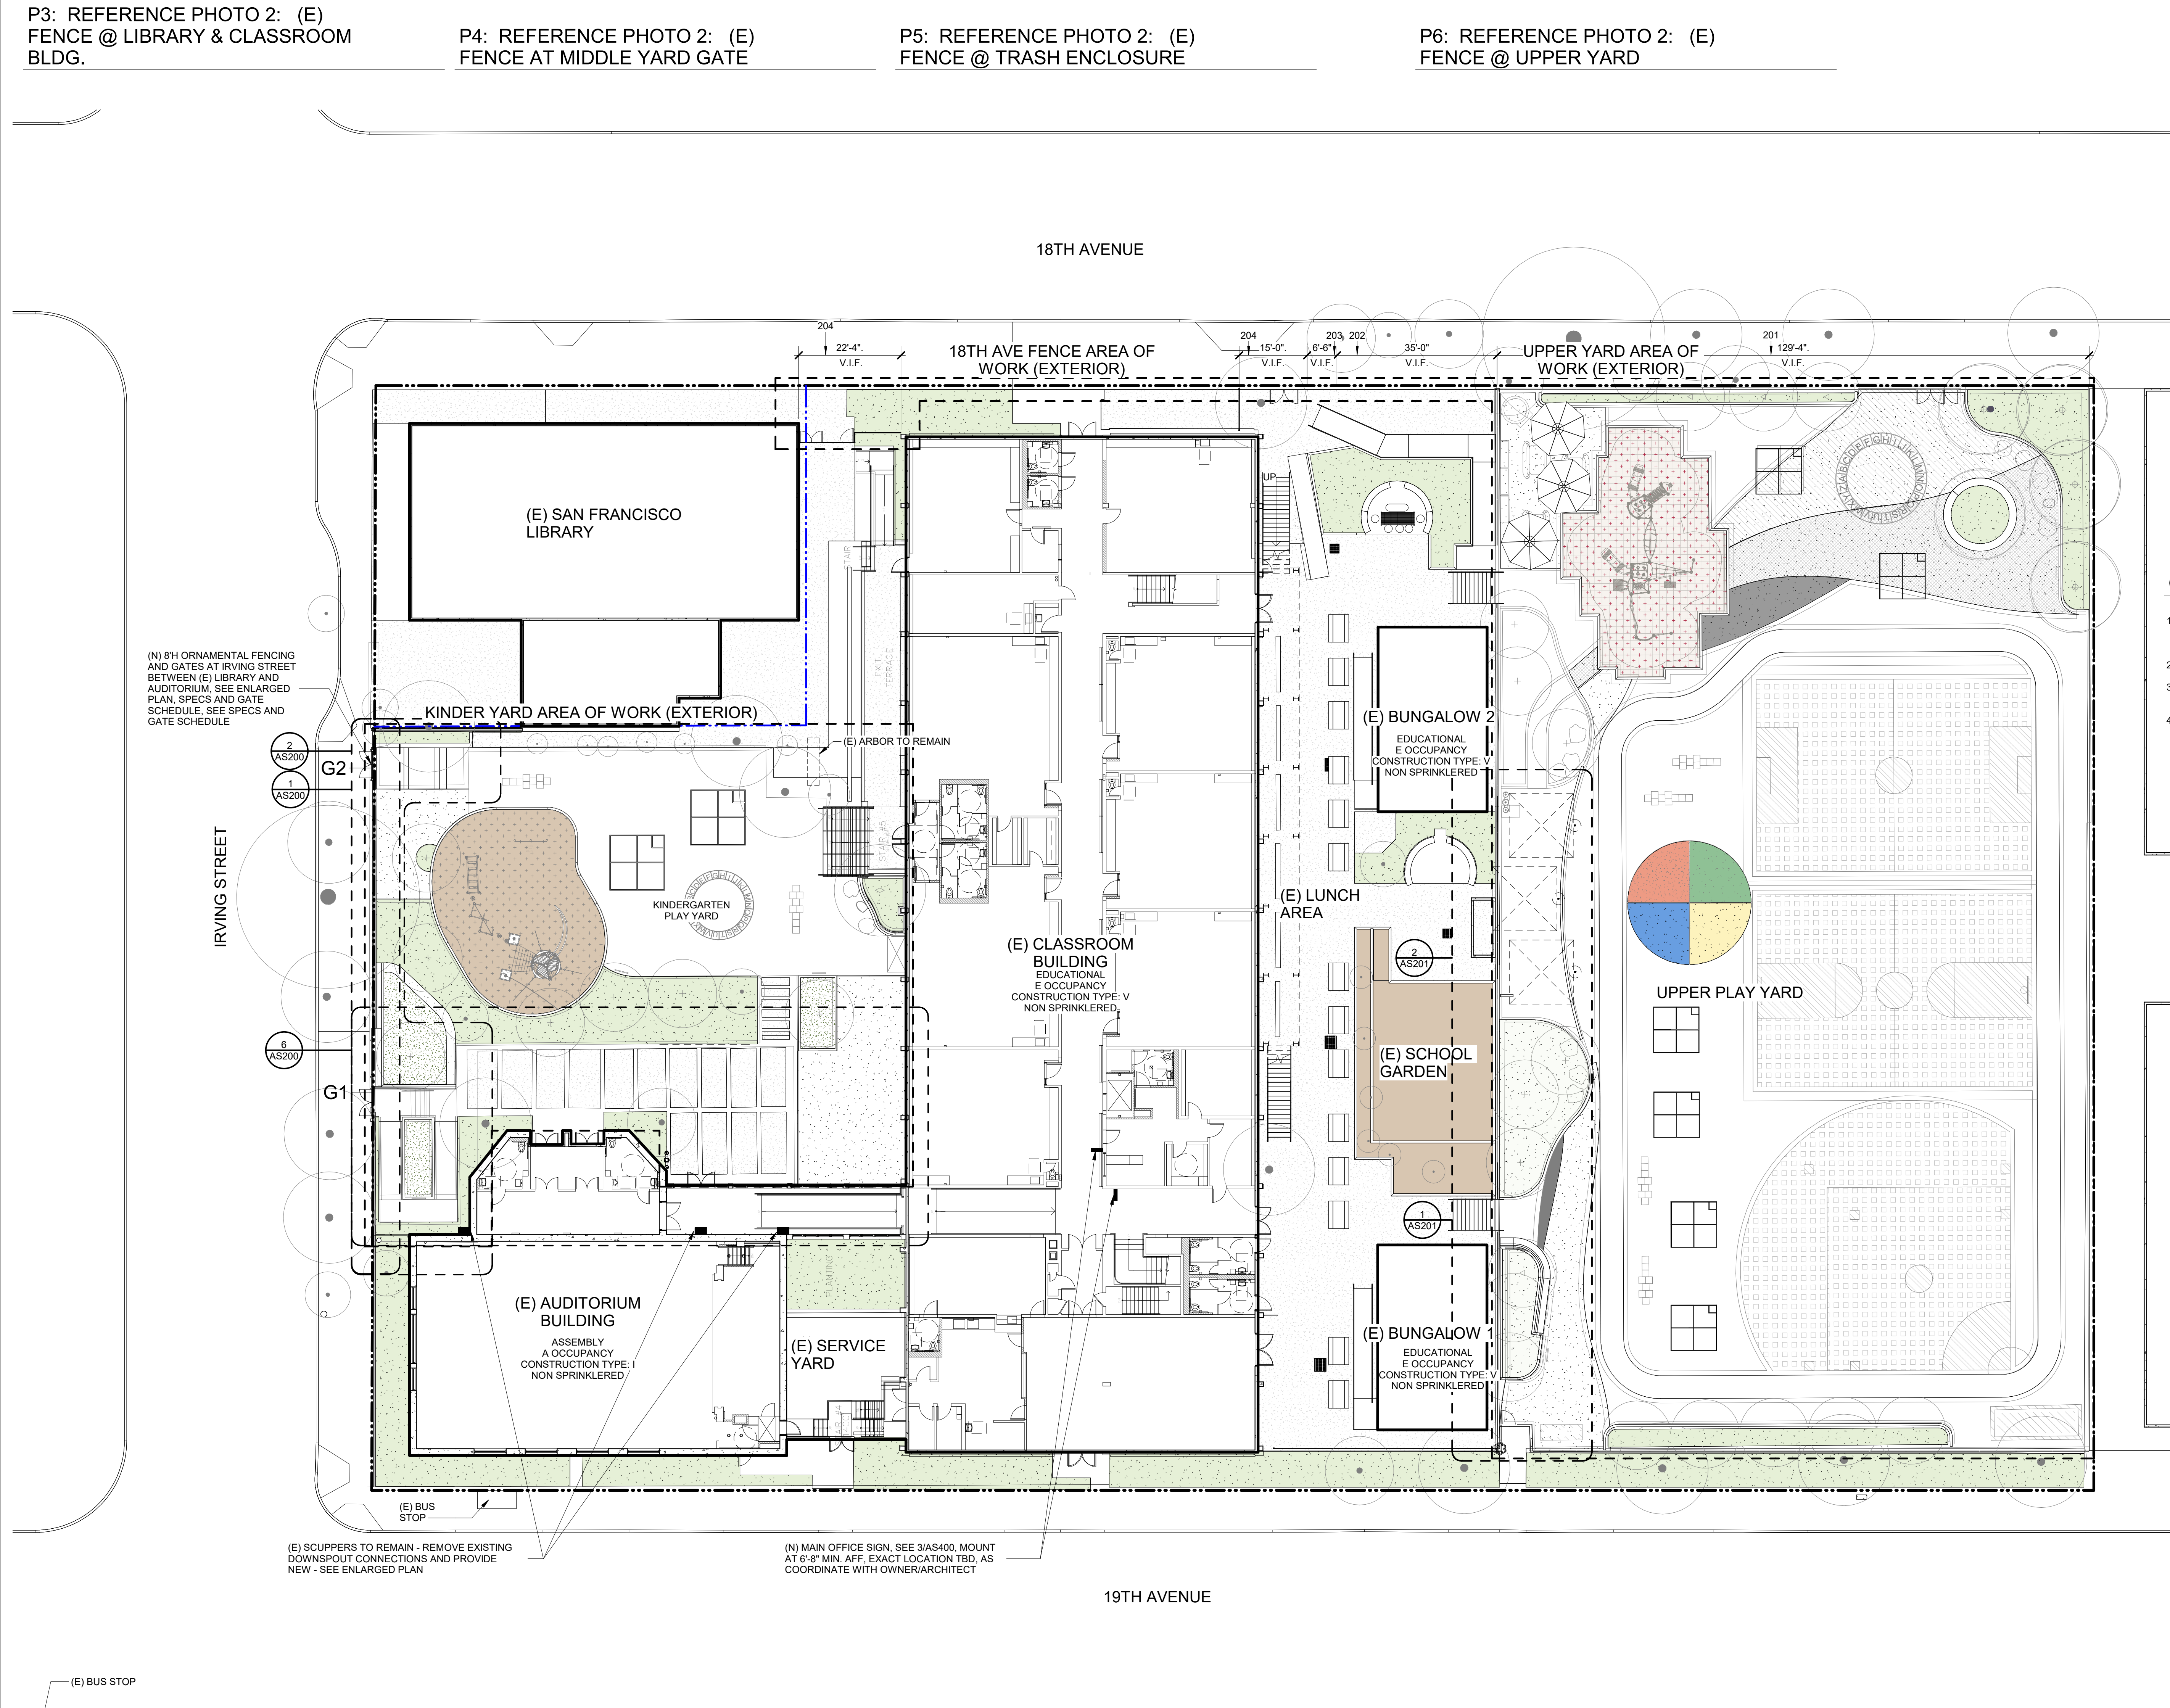 P3: REFERENCE PHOTO 2: (E)
FENCE @ LIBRARY & CLASSROOM
BLDG.
P4: REFERENCE PHOTO 2: (E)
FENCE AT MIDDLE YARD GATE
P5: REFERENCE PHOTO 2: (E)
FENCE @ TRASH ENCLOSURE
P6: REFERENCE PHOTO 2: (E)
FENCE @ UPPER YARD
18TH AVENUE
204
22'-4".
V.I.F.
18TH AVE FENCE AREA OF
WORK (EXTERIOR)
204
15'-0".
V.I.F.
203
6'-6"
V.I.F.
202
35'-0"
V.I.F.
UPPER YARD AREA OF
WORK (EXTERIOR)
201
129'-4".
V.I.F.
(E) SAN FRANCISCO
LIBRARY
UP
STAIR
EXIT
TERRACE
(N) 8'H ORNAMENTAL FENCING
AND GATES AT IRVING STREET
BETWEEN (E) LIBRARY AND
AUDITORIUM, SEE ENLARGED
PLAN, SPECS AND GATE
SCHEDULE, SEE SPECS AND
GATE SCHEDULE
KINDER YARD AREA OF WORK (EXTERIOR)
(E) ARBOR TO REMAIN
2
AS200
G2
1
AS200
IRVING STREET
STAIR #5
KINDERGARTEN
PLAY YARD
(E) BUNGALOW 2
EDUCATIONAL
E OCCUPANCY
CONSTRUCTION TYPE: V
NON SPRINKLERED
(E) LUNCH
AREA
(E) CLASSROOM
BUILDING
EDUCATIONAL
E OCCUPANCY
CONSTRUCTION TYPE: V
NON SPRINKLERED
2
AS201
UPPER PLAY YARD
6
AS200
G1
(E) SCHOOL
GARDEN
1
AS201
PLANTING
(E) AUDITORIUM
BUILDING
ASSEMBLY
A OCCUPANCY
CONSTRUCTION TYPE: I
NON SPRINKLERED
(E) SERVICE
YARD
(E) BUNGALOW 1
EDUCATIONAL
E OCCUPANCY
CONSTRUCTION TYPE: V
NON SPRINKLERED
(E) BUS
STOP
(E) SCUPPERS TO REMAIN - REMOVE EXISTING
DOWNSPOUT CONNECTIONS AND PROVIDE
NEW - SEE ENLARGED PLAN
(N) MAIN OFFICE SIGN, SEE 3/AS400, MOUNT
AT 6'-8" MIN. AFF, EXACT LOCATION TBD, AS
COORDINATE WITH OWNER/ARCHITECT
19TH AVENUE
(E) BUS STOP